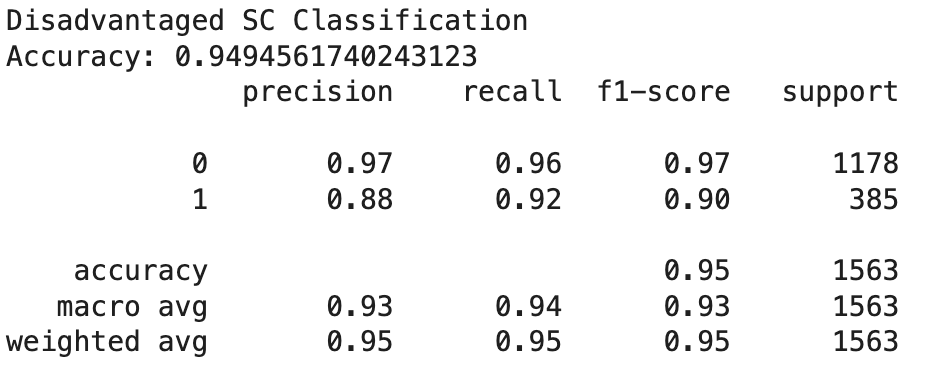 Disadvantaged SC Classification
Accuracy: 0.9494561740243123
precision recall f1-score support
0 0.97 0.96 0.97 1178
1 0.88 0.92 0.90 385
accuracy 0.95 1563
macro avg 0.93 0.94 0.93 1563
weighted avg 0.95 0.95 0.95 1563